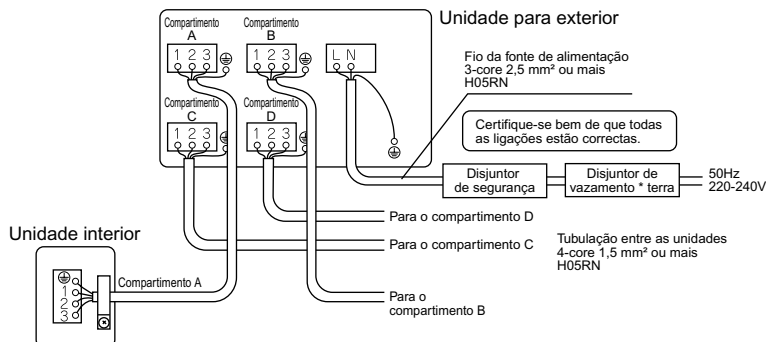 Unidade para exterior
Compartimento
A
1 2 3
Compartimento
B
1 2 3
L N
Compartimento
C
1 2 3
Compartimento
D
1 2 3
Fio da fonte de alimentação
3-core 2,5 mm² ou mais
H05RN
Certifique-se bem de que todas
as ligações estão correctas.
Disjuntor
de segurança
Disjuntor de
vazamento * terra
50Hz
220-240V
Para o compartimento D
Para o compartimento C
Tubulação entre as unidades
4-core 1,5 mm² ou mais
H05RN
Unidade interior
1
2
3
Compartimento A
Para o
compartimento B